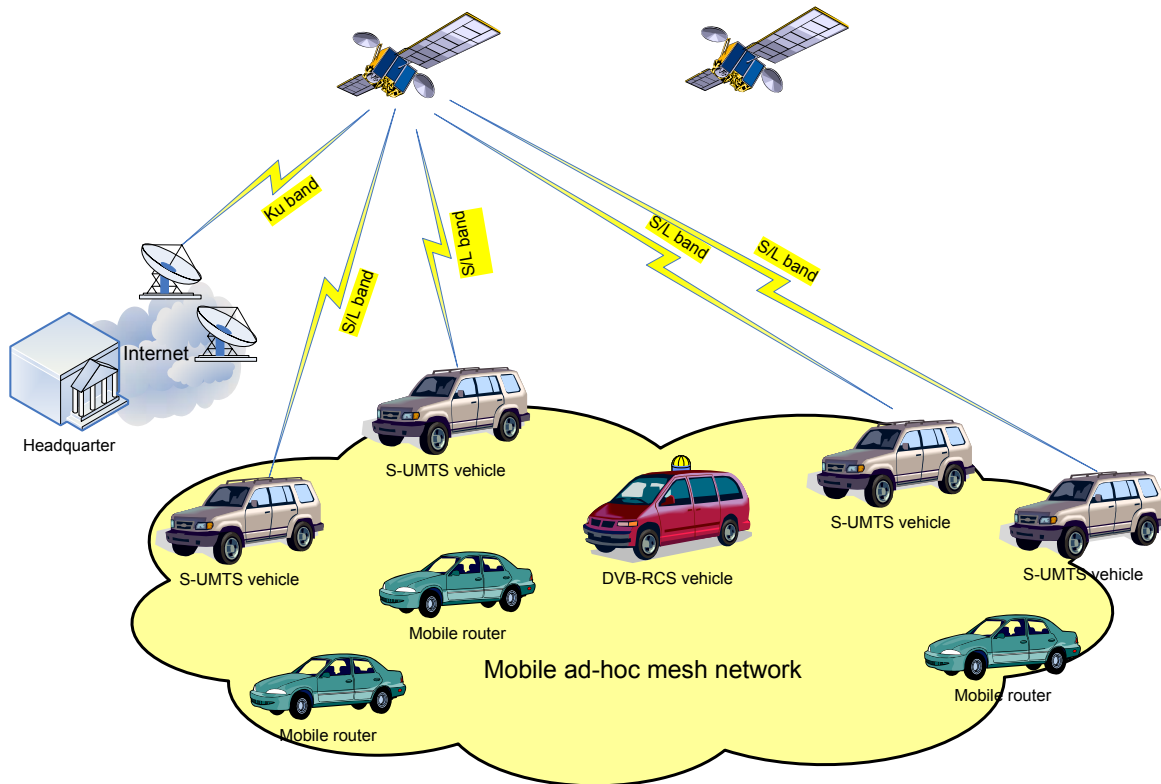 Ku band
S/L band
S/L band
S/L band
S/L band
Internet
Headquarter
S-UMTS vehicle
S-UMTS vehicle
S-UMTS vehicle
S-UMTS vehicle
DVB-RCS vehicle
Mobile router
Mobile ad-hoc mesh network
Mobile router
Mobile router